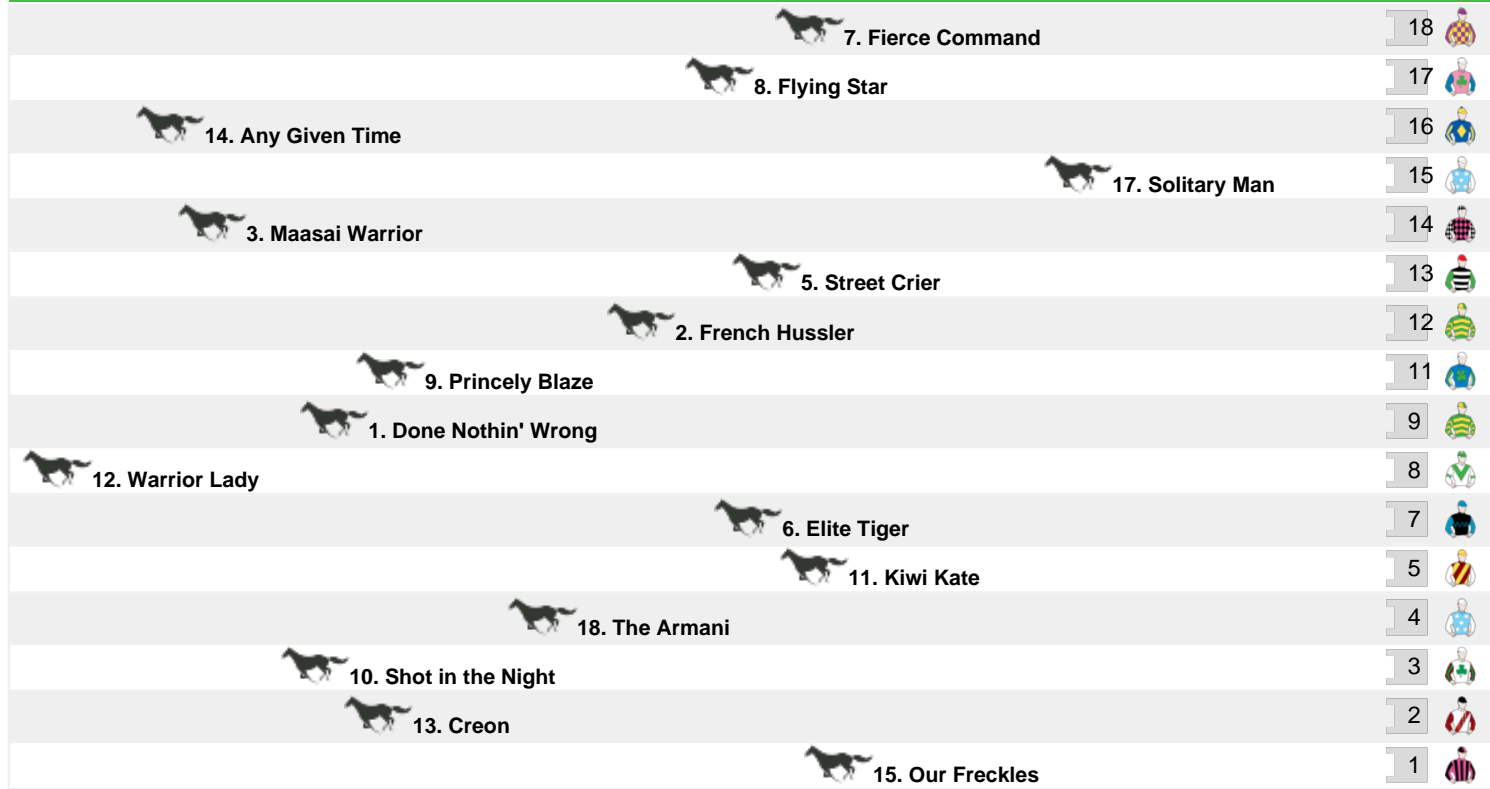 7. Fierce Command 18
8. Flying Star 17
14. Any Given Time 16
17. Solitary Man 15
3. Maasai Warrior 14
5. Street Crier 13
2. French Hussler 12
9. Princely Blaze 11
1. Done Nothin' Wrong 9
12. Warrior Lady 8
6. Elite Tiger 7
11. Kiwi Kate 5
18. The Armani 4
10. Shot in the Night 3
13. Creon 2
15. Our Freckles 1